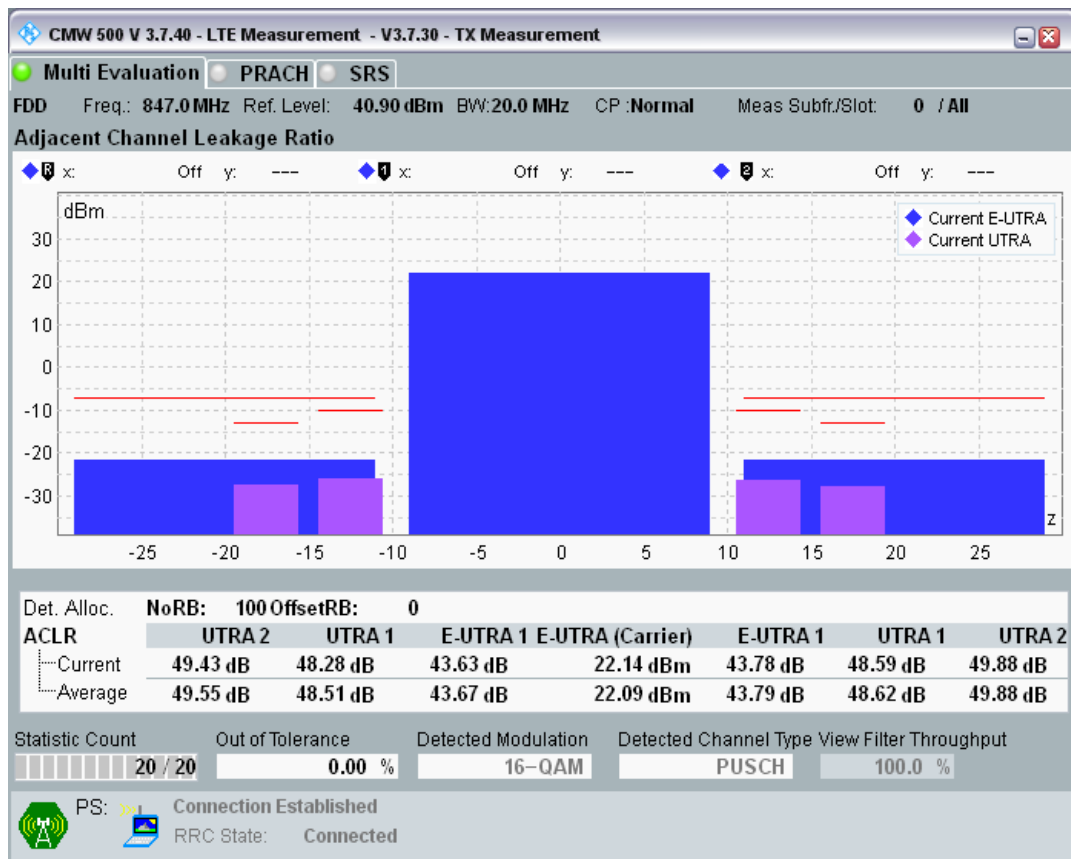 CMW 500 V 3.7.40 - LTE Measurement - V3.7.30 - TX Measurement
Multi Evaluation PRACH SRS
FDD Freq.: 847.0 MHz Ref. Level: 40.90 dBm BW:20.0 MHz CP :Normal Meas Subfr./Slot: 0 / All
Adjacent Channel Leakage Ratio
R x: Off y: --- 1 x: Off y: --- 2 x: Off y: ---
dBm
Current E-UTRA
Current UTRA
30
20
10
0
-10
-20
-30
z
-25 -20 -15 -10 -5 0 5 10 15 20 25
Det. Alloc. NoRB: 100 OffsetRB: 0
ACLR UTRA 2 UTRA 1 E-UTRA 1 E-UTRA (Carrier) E-UTRA 1 UTRA 1 UTRA 2
Current 49.43 dB 48.28 dB 43.63 dB 22.14 dBm 43.78 dB 48.59 dB 49.88 dB
Average 49.55 dB 48.51 dB 43.67 dB 22.09 dBm 43.79 dB 48.62 dB 49.88 dB
Statistic Count Out of Tolerance Detected Modulation Detected Channel Type View Filter Throughput
20 / 20 0.00 % 16-QAM PUSCH 100.0 %
PS: Connection Established
RRC State: Connected